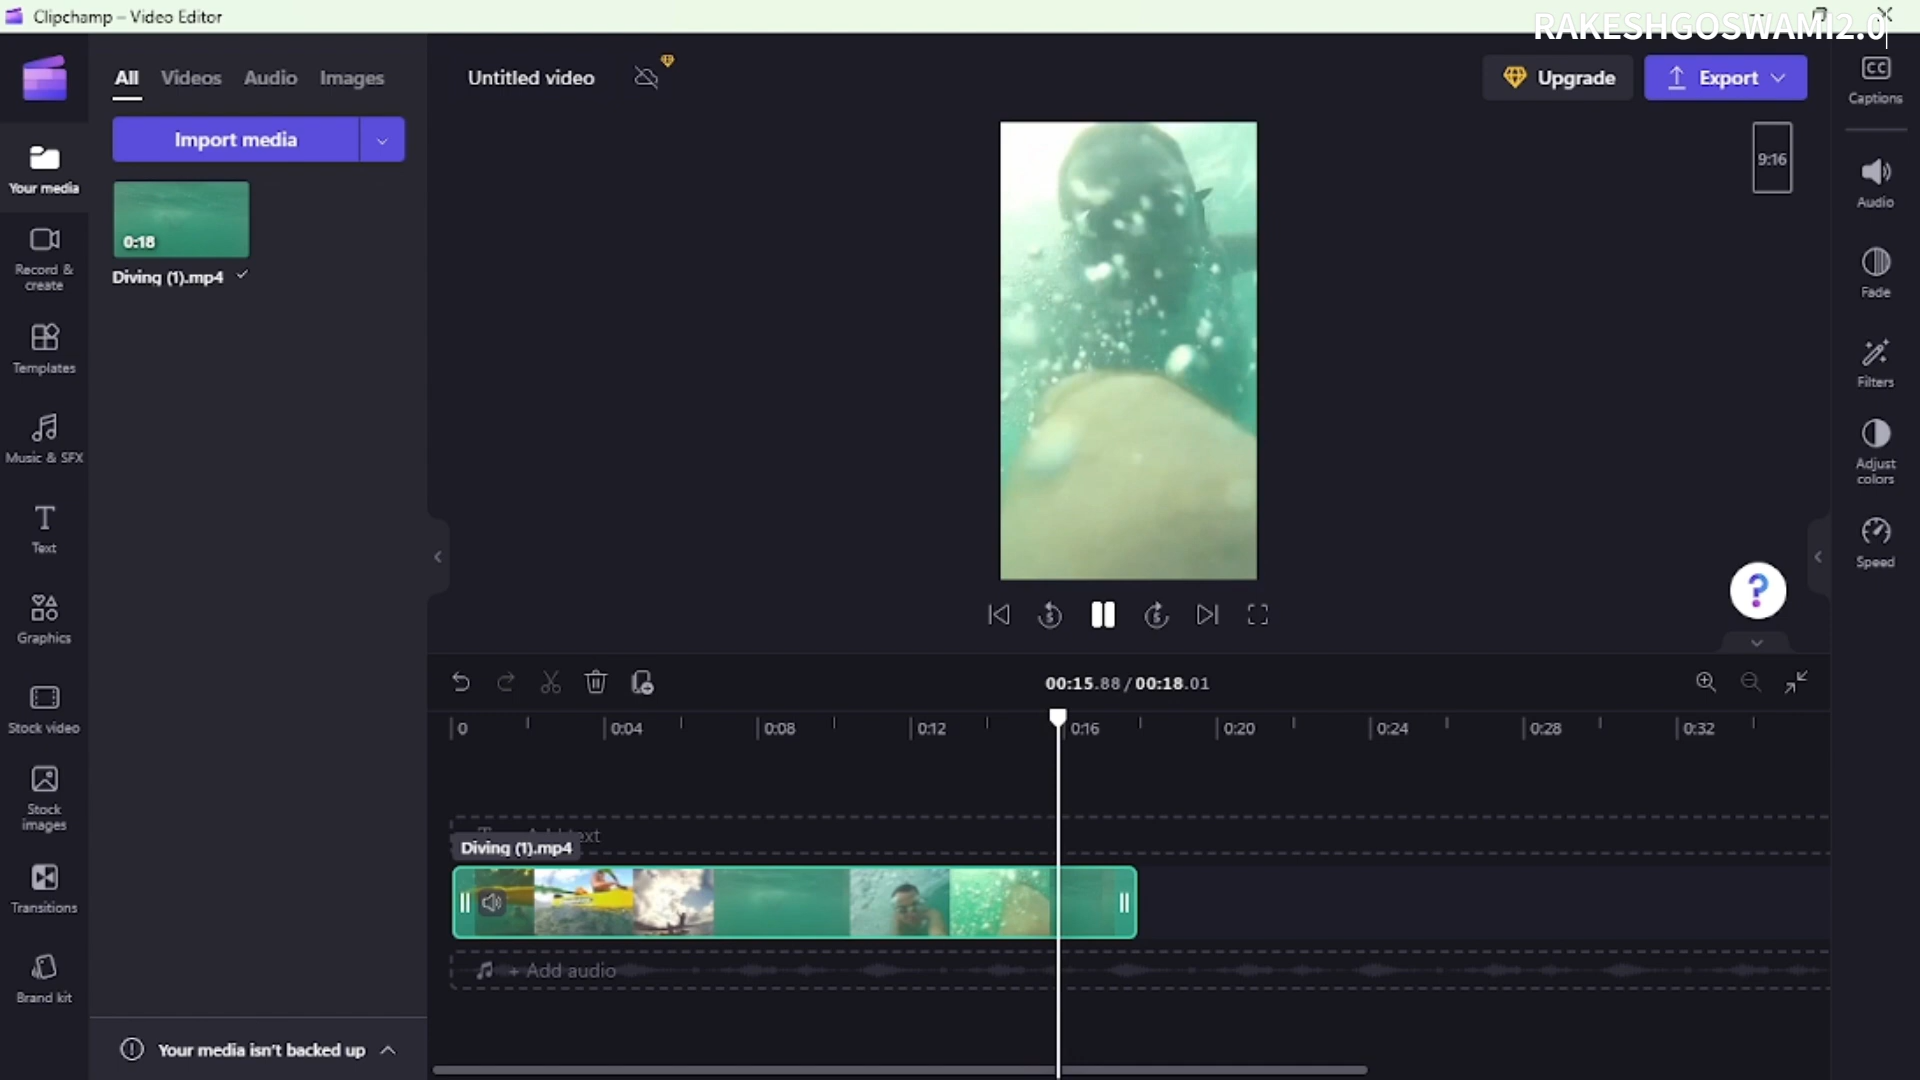 Clipchamp – Video Editor
RAKESHGOSWAMI2.0
All Videos Audio Images
Untitled video
Upgrade
Export
CC
Captions
Import media
9:16
Your media
0:18
Diving (1).mp4
Audio
Record & create
Fade
Templates
Filters
Music & SFX
Adjust colors
Text
Speed
Graphics
5 5
?
Stock video
00:15.88 / 00:18.01
0 0:04 0:08 0:12 0:16 0:20 0:24 0:28 0:32
Stock images
Diving (1).mp4
Transitions
+ Add audio
Brand kit
Your media isn't backed up